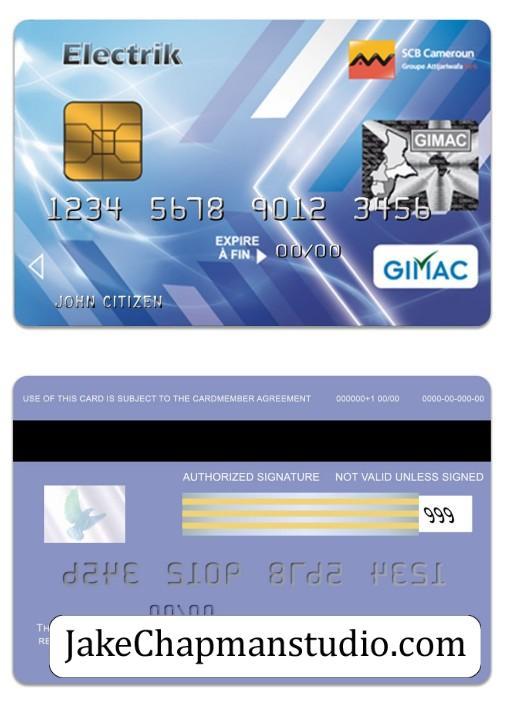 Electrik
SCB Cameroun
Groupe Attijariwafa
GIMAC
1234 5678 9012 3456
EXPIRE
À FIN
00/00
GIMAC
JOHN CITIZEN
USE OF THIS CARD IS SUBJECT TO THE CARDMEMBER AGREEMENT 000000+1 00/00 0000-00-000-00
AUTHORIZED SIGNATURE NOT VALID UNLESS SIGNED
999
00/00
JakeChapmanstudio.com